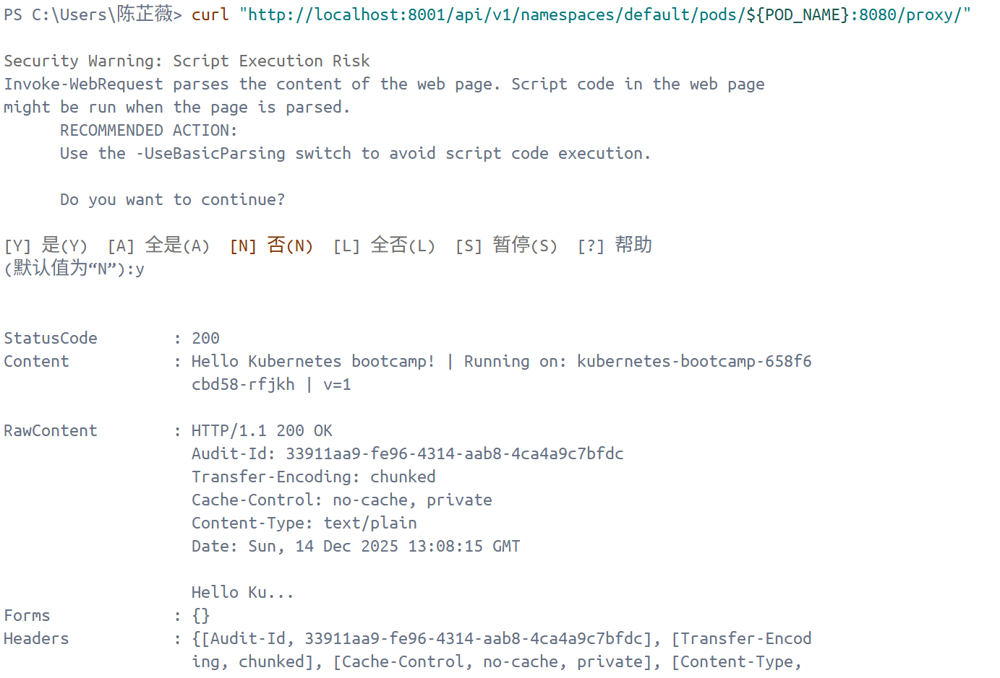 PS C:\Users\陈芷薇> curl "http://localhost:8001/api/v1/namespaces/default/pods/${POD_NAME}:8080/proxy/"
Security Warning: Script Execution Risk
Invoke-WebRequest parses the content of the web page. Script code in the web page
might be run when the page is parsed.
RECOMMENDED ACTION:
Use the -UseBasicParsing switch to avoid script code execution.
Do you want to continue?
[Y] 是(Y)  [A] 全是(A)  [N] 否(N)  [L] 全否(L)  [S] 暂停(S)  [?] 帮助
(默认值为“N”):y
StatusCode        : 200
Content           : Hello Kubernetes bootcamp! | Running on: kubernetes-bootcamp-658f6
cbd58-rfjkh | v=1
RawContent        : HTTP/1.1 200 OK
Audit-Id: 33911aa9-fe96-4314-aab8-4ca4a9c7bfdc
Transfer-Encoding: chunked
Cache-Control: no-cache, private
Content-Type: text/plain
Date: Sun, 14 Dec 2025 13:08:15 GMT
Hello Ku...
Forms             : {}
Headers           : {[Audit-Id, 33911aa9-fe96-4314-aab8-4ca4a9c7bfdc], [Transfer-Encod
ing, chunked], [Cache-Control, no-cache, private], [Content-Type,